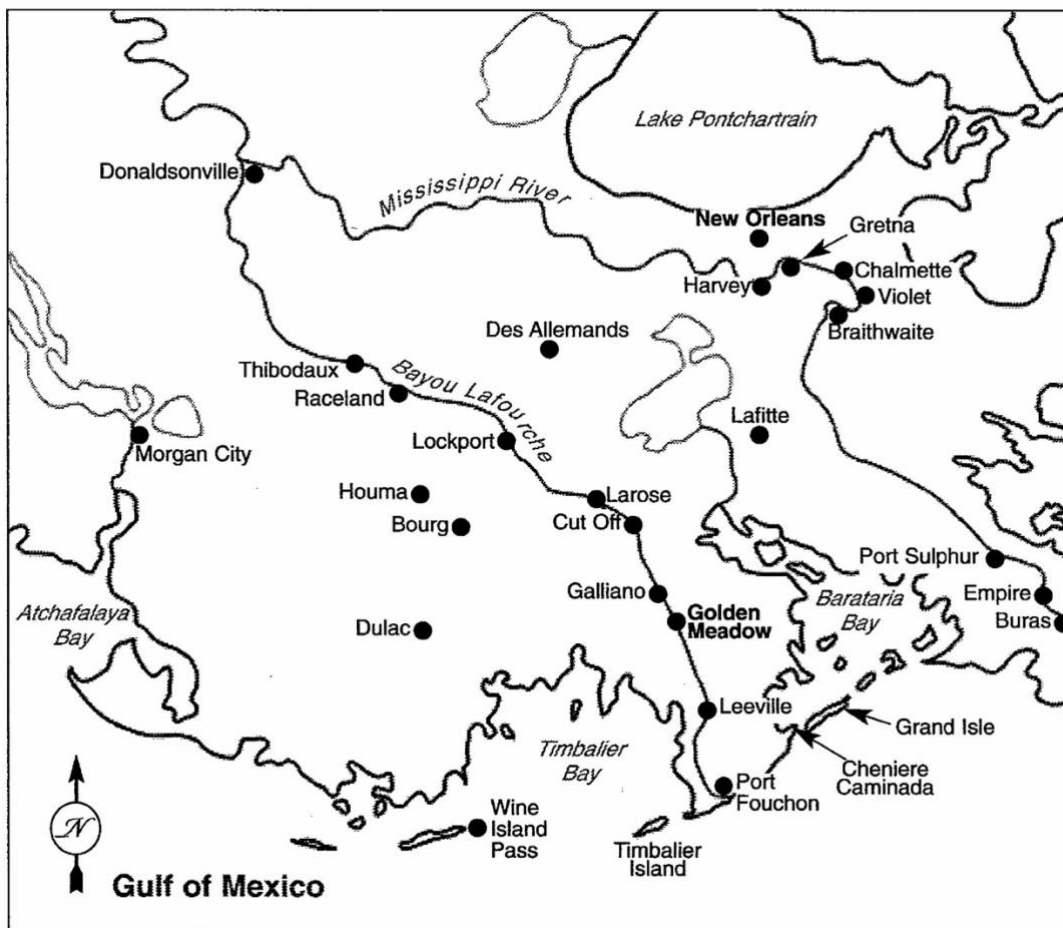 Lake Pontchartrain
Donaldsonville
Mississippi River
New Orleans
Gretna
Chalmette
Harvey
Violet
Braithwaite
Des Allemands
Thibodaux
Bayou Lafourche
Raceland
Lafitte
Lockport
Morgan City
Houma
Larose
Bourg
Cut Off
Port Sulphur
Galliano
Empire
Barataria
Bay
Atchafalaya
Bay
Dulac
Golden
Meadow
Buras
Leeville
Grand Isle
Timbalier
Bay
Cheniere
Caminada
Port
Fouchon
Wine
Island
Pass
Timbalier
Island
N
Gulf of Mexico